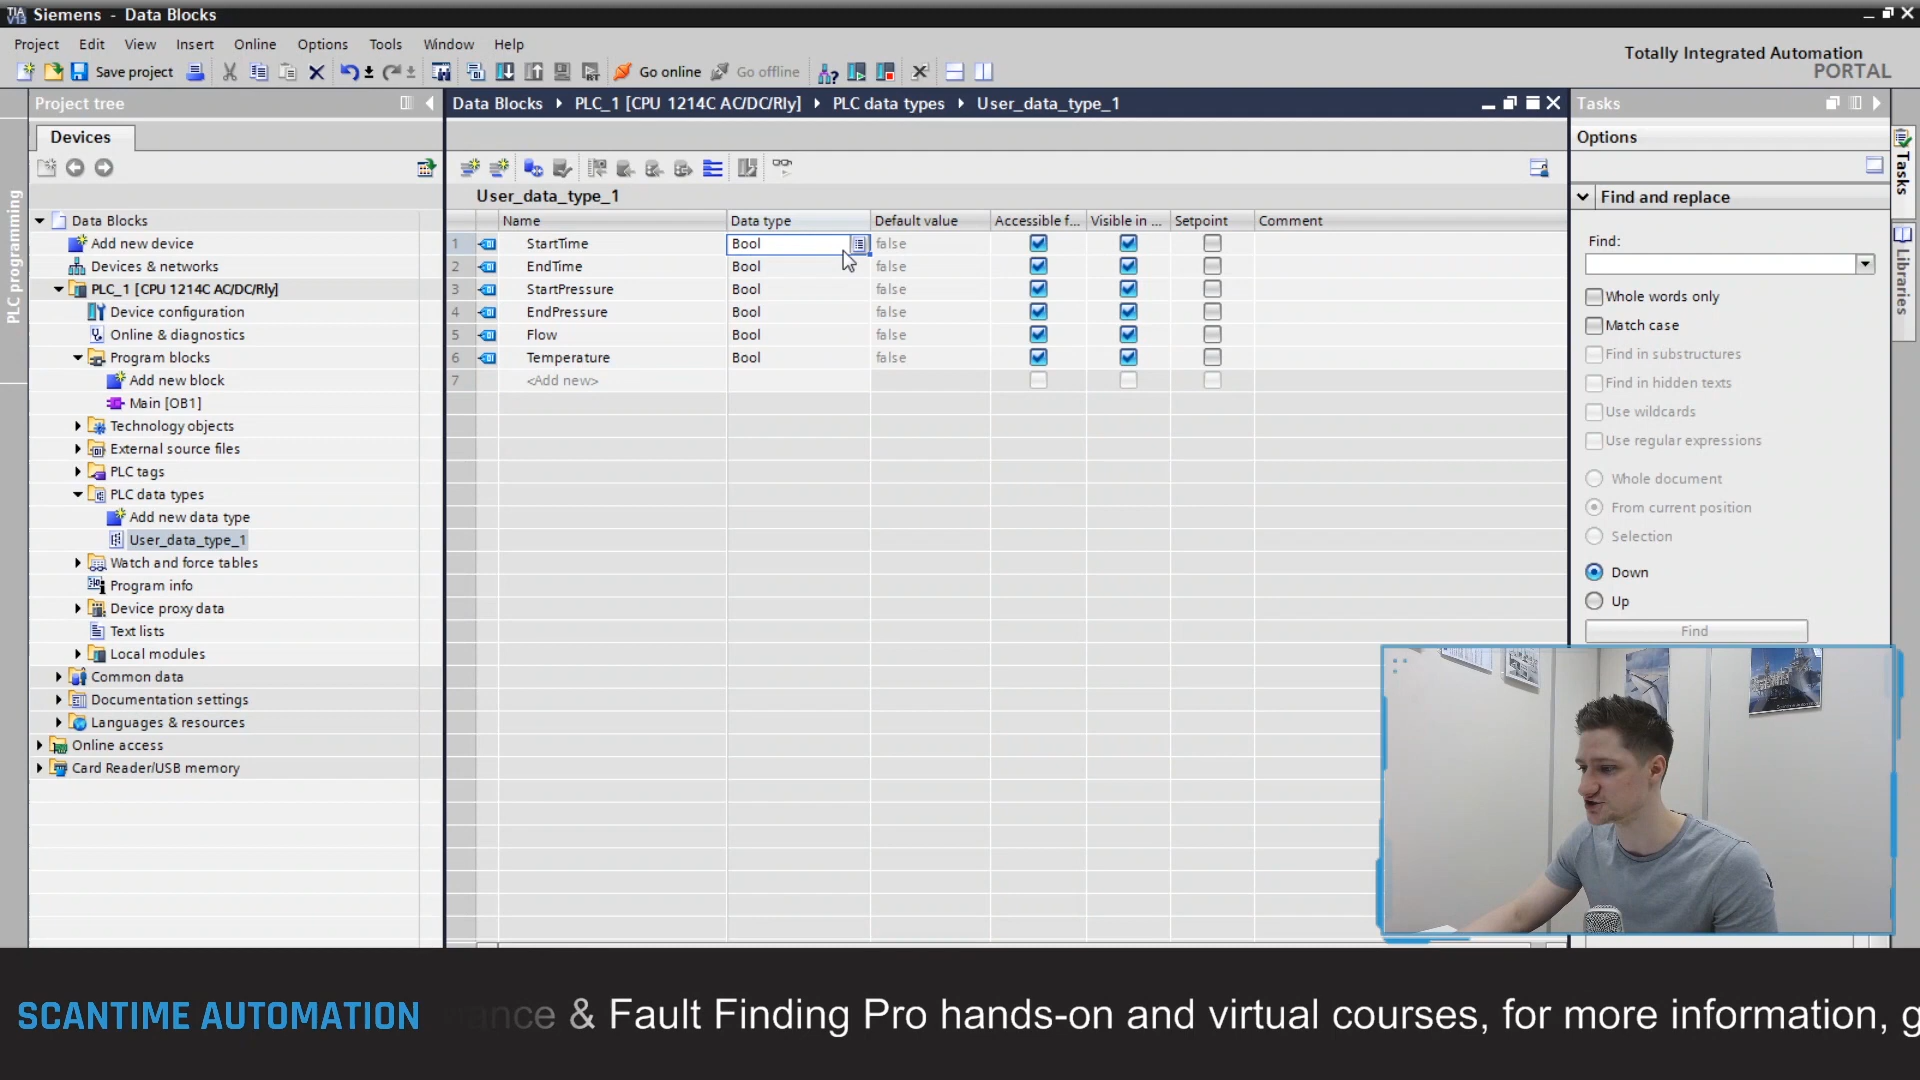 Siemens - Data Blocks
Project Edit View Insert Online Options Tools Window Help
Totally Integrated Automation
PORTAL
Save project Go online Go offline
Project tree
Data Blocks PLC_1 [CPU 1214C AC/DC/Rly] PLC data types User_data_type_1
Tasks
Devices
Options
PLC programming
Tasks
Libraries
User_data_type_1
Find and replace
Name Data type Default value Accessible f... Visible in ... Setpoint Comment
1 StartTime Bool false
2 EndTime Bool false
3 StartPressure Bool false
4 EndPressure Bool false
5 Flow Bool false
6 Temperature Bool false
7 <Add new>
Data Blocks
Add new device
Devices & networks
PLC_1 [CPU 1214C AC/DC/Rly]
Device configuration
Online & diagnostics
Program blocks
Add new block
Main [OB1]
Technology objects
External source files
PLC tags
PLC data types
Add new data type
User_data_type_1
Watch and force tables
Program info
Device proxy data
Text lists
Local modules
Common data
Documentation settings
Languages & resources
Online access
Card Reader/USB memory
Find:
Whole words only
Match case
Find in substructures
Find in hidden texts
Use wildcards
Use regular expressions
Whole document
From current position
Selection
Down
Up
Find
SCANTIME AUTOMATION
& Fault Finding Pro hands-on and virtual courses, for more information, g